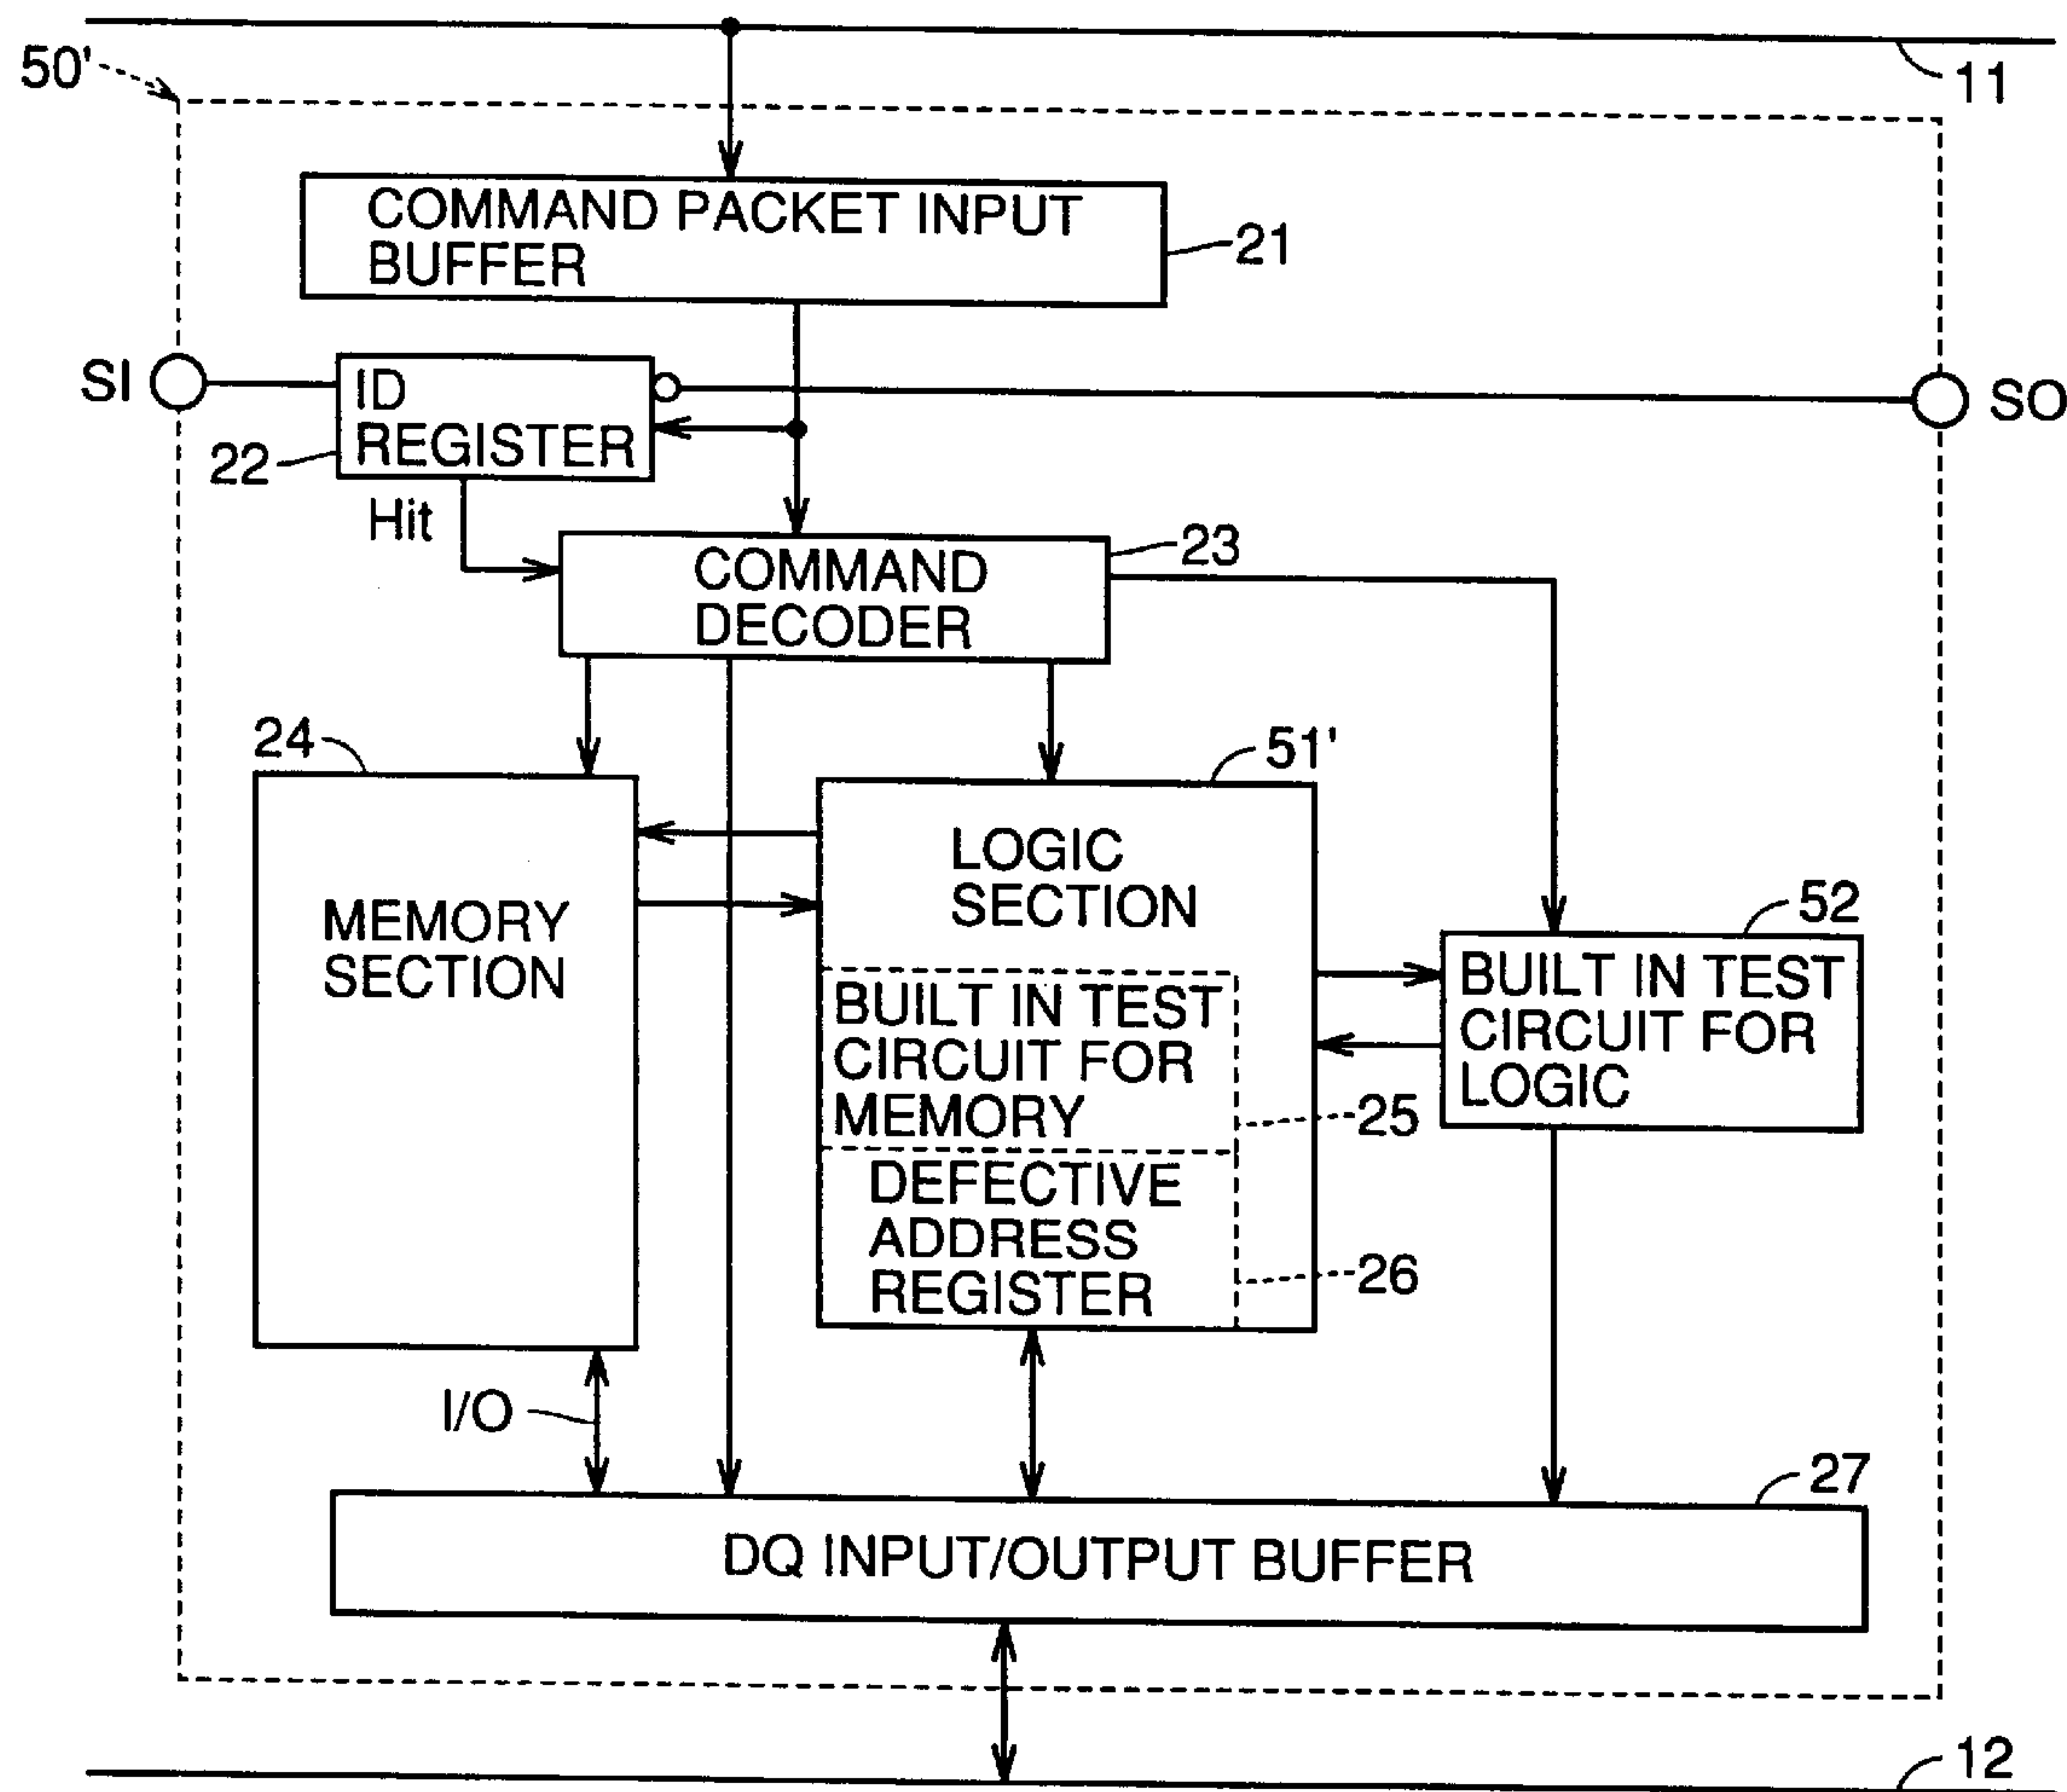 50'
11
COMMAND PACKET INPUT
BUFFER
21
SI
ID
REGISTER
SO
22
Hit
COMMAND
DECODER
23
24
51'
MEMORY
SECTION
LOGIC
SECTION
52
BUILT IN TEST
CIRCUIT FOR
LOGIC
BUILT IN TEST
CIRCUIT FOR
MEMORY
25
DEFECTIVE
ADDRESS
REGISTER
26
I/O
27
DQ INPUT/OUTPUT BUFFER
12